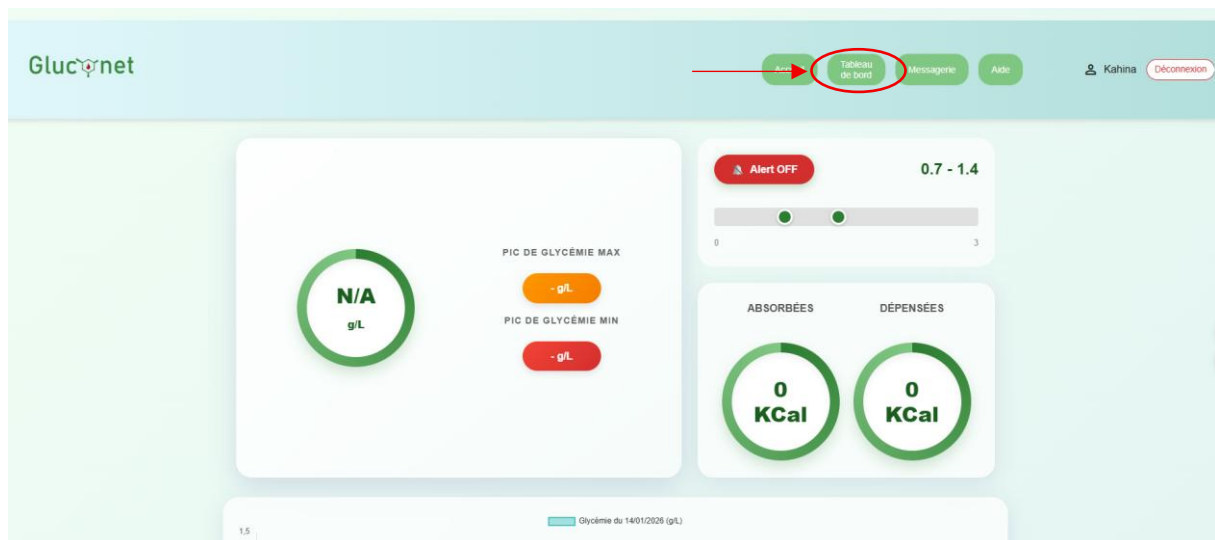 Gluconet
Accueil
Tableau
de bord
Messagerie
Aide
Kahina
Déconnexion
Alert OFF
0.7 - 1.4
0
3
N/A
g/L
PIC DE GLYCÉMIE MAX
- g/L
PIC DE GLYCÉMIE MIN
- g/L
ABSORBÉES
DÉPENSÉES
0
KCal
0
KCal
Glycémie du 14/01/2026 (g/L)
1,5